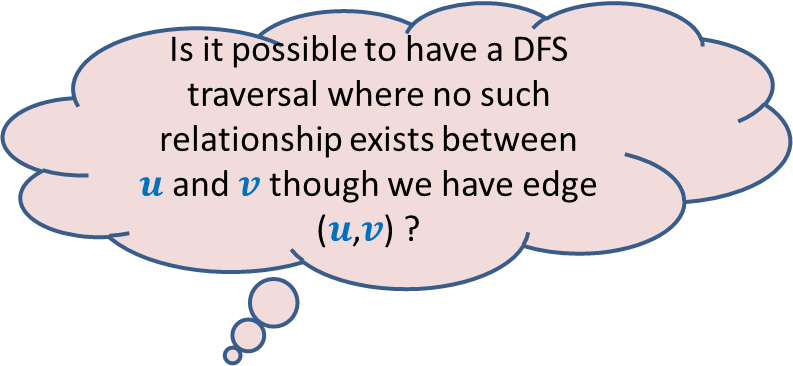 Is it possible to have a DFS
traversal where no such
relationship exists between
u and v though we have edge
(u,v) ?